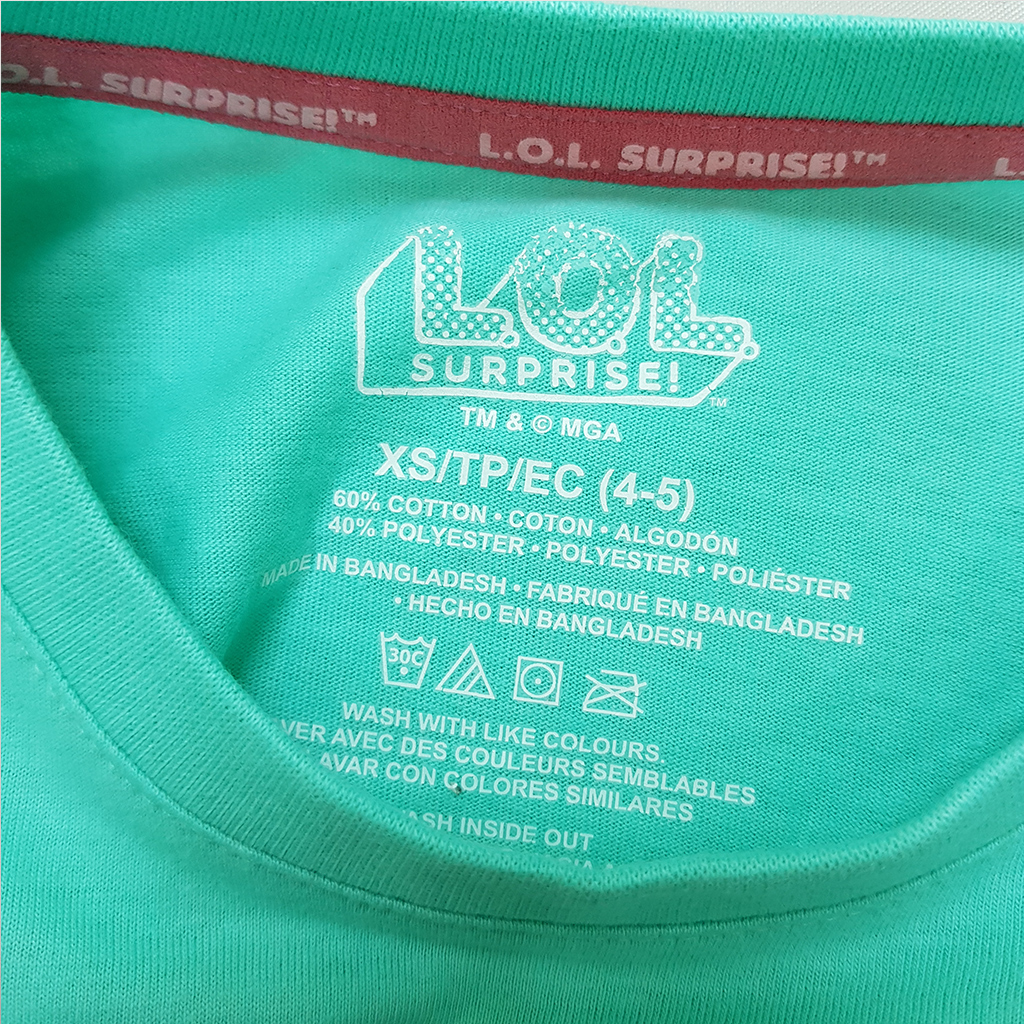 O.L. SURPRISE!™ L.O.L. SURPRISE!™ L.
L.O.L.
SURPRISE!™
TM & © MGA
XS/TP/EC (4-5)
60% COTTON • COTON • ALGODÓN
40% POLYESTER • POLYESTER • POLIÉSTER
MADE IN BANGLADESH • FABRIQUÉ EN BANGLADESH
• HECHO EN BANGLADESH
30C
WASH WITH LIKE COLOURS.
VER AVEC DES COULEURS SEMBLABLES
AVAR CON COLORES SIMILARES
ASH INSIDE OUT